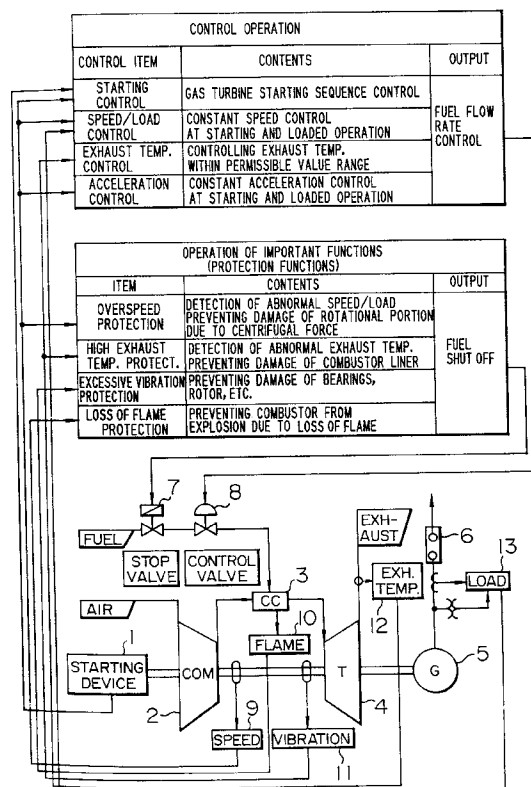 CONTROL OPERATION
CONTROL ITEM
CONTENTS
OUTPUT
STARTING
CONTROL
GAS TURBINE STARTING SEQUENCE CONTROL
SPEED/LOAD
CONTROL
CONSTANT SPEED CONTROL
AT STARTING AND LOADED OPERATION
EXHAUST TEMP.
CONTROL
CONTROLLING EXHAUST TEMP.
WITHIN PERMISSIBLE VALUE RANGE
ACCELERATION
CONTROL
CONSTANT ACCELERATION CONTROL
AT STARTING AND LOADED OPERATION
FUEL FLOW
RATE
CONTROL
OPERATION OF IMPORTANT FUNCTIONS
(PROTECTION FUNCTIONS)
ITEM
CONTENTS
OUTPUT
OVERSPEED
PROTECTION
DETECTION OF ABNORMAL SPEED/LOAD
PREVENTING DAMAGE OF ROTATIONAL PORTION
DUE TO CENTRIFUGAL FORCE
HIGH EXHAUST
TEMP. PROTECT.
DETECTION OF ABNORMAL EXHAUST TEMP.
PREVENTING DAMAGE OF COMBUSTOR LINER
EXCESSIVE VIBRATION
PROTECTION
PREVENTING DAMAGE OF BEARINGS,
ROTOR, ETC.
LOSS OF FLAME
PROTECTION
PREVENTING COMBUSTOR FROM
EXPLOSION DUE TO LOSS OF FLAME
FUEL
SHUT OFF
7
8
FUEL
STOP
VALVE
CONTROL
VALVE
EXH-
AUST
6
13
LOAD
3
CC
EXH.
TEMP.
12
AIR
10
FLAME
1
STARTING
DEVICE
COM
T
G
5
2
4
9
SPEED
VIBRATION
11